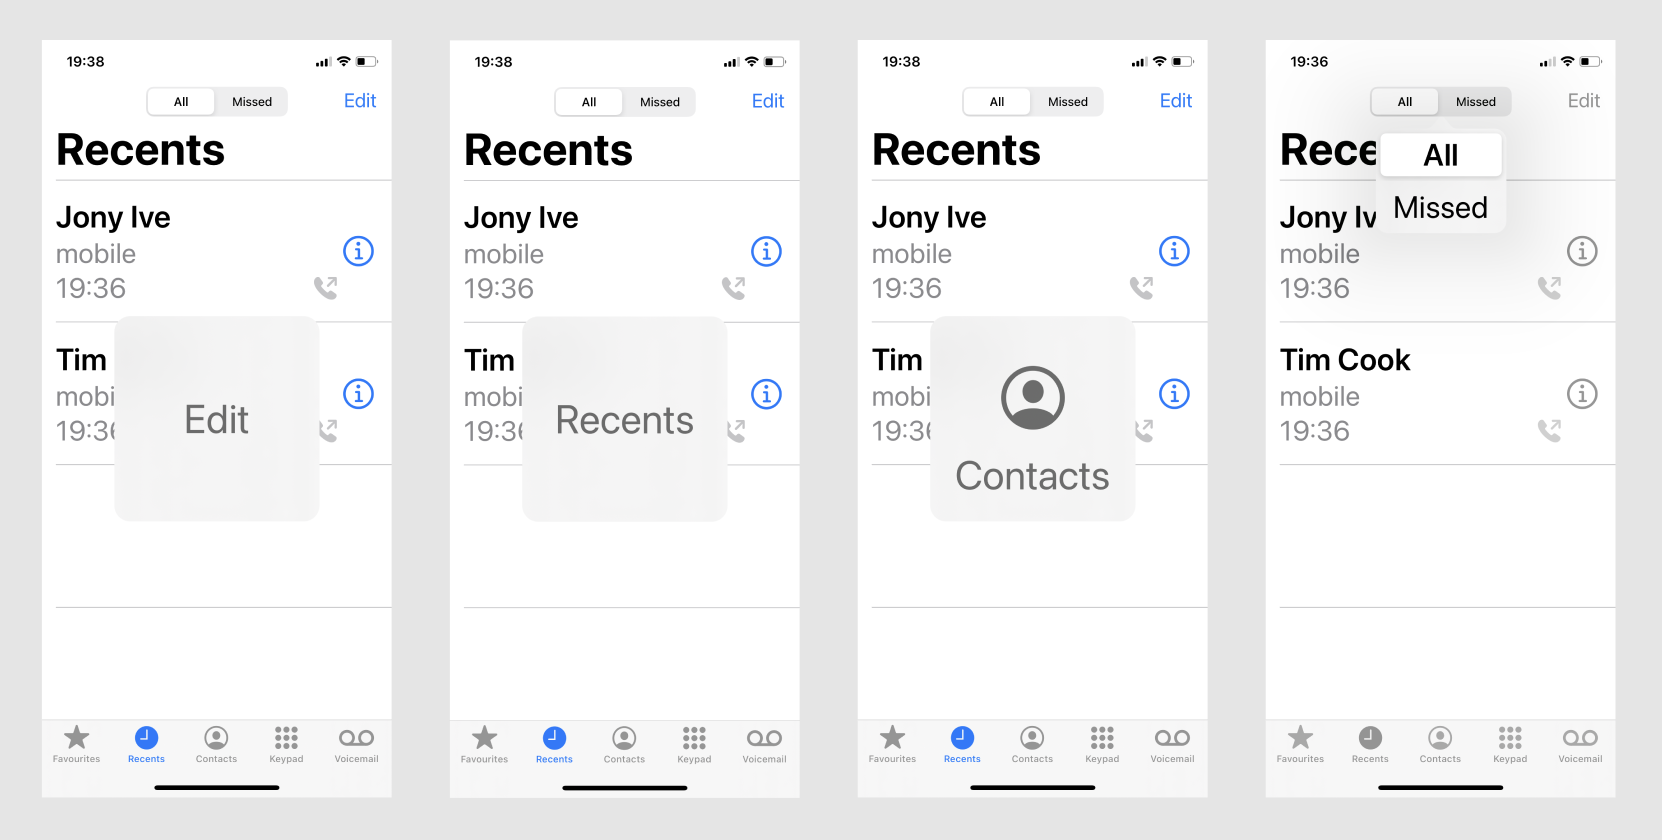 19:38
All Missed Edit
Recents
Jony Ive
mobile
19:36
Tim
mobi
19:36
Edit
Favourites Recents Contacts Keypad Voicemail
19:38
All Missed Edit
Recents
Jony Ive
mobile
19:36
Tim
mobi
19:36
Recents
Favourites Recents Contacts Keypad Voicemail
19:38
All Missed Edit
Recents
Jony Ive
mobile
19:36
Tim
mobi
19:36
Contacts
Favourites Recents Contacts Keypad Voicemail
19:36
All Missed Edit
Rece
All
Missed
Jony Iv
mobile
19:36
Tim Cook
mobile
19:36
Favourites Recents Contacts Keypad Voicemail